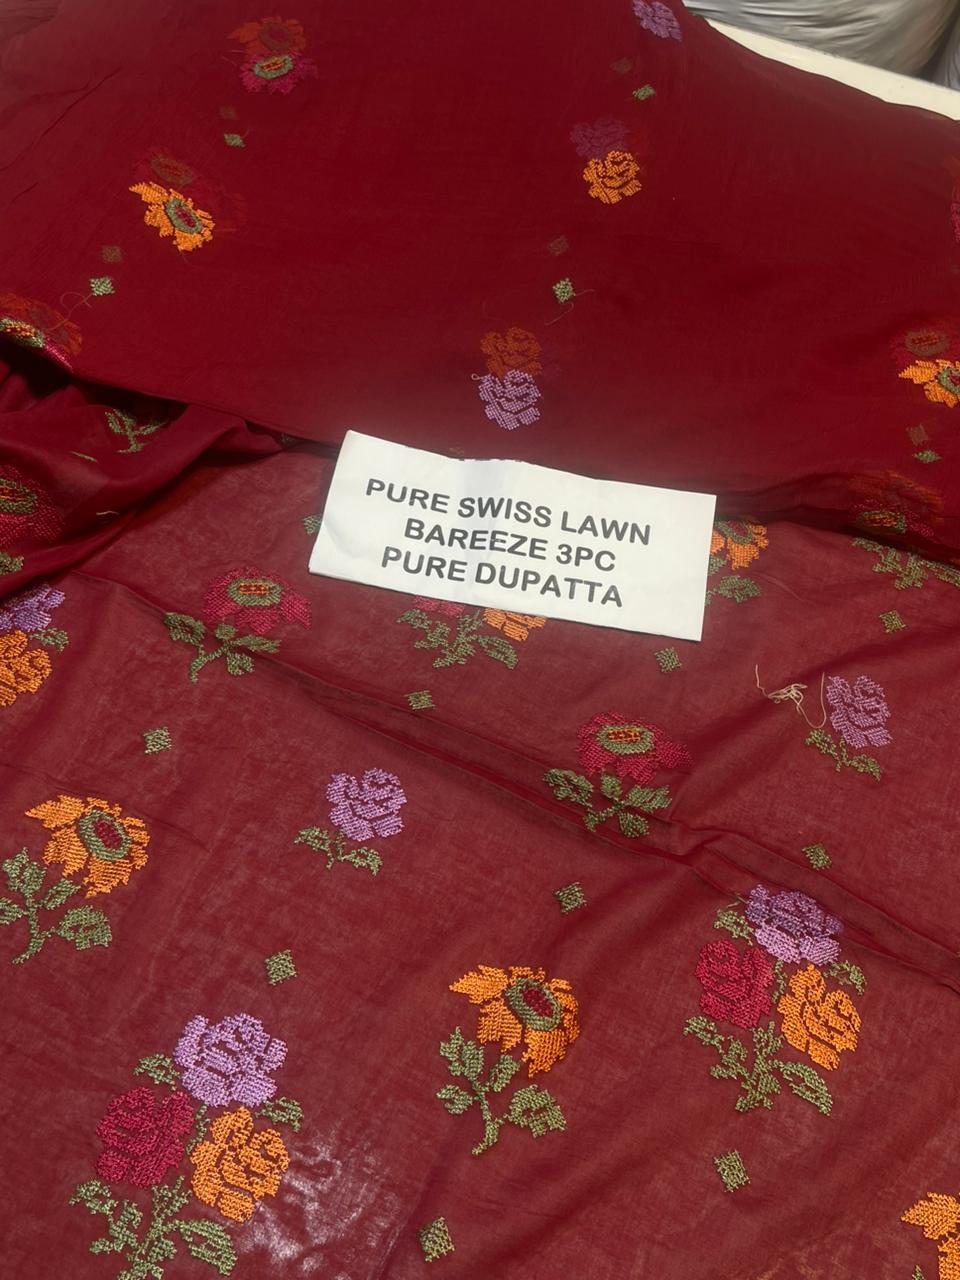 PURE SWISS LAWN
BAREEZE 3PC
PURE DUPATTA